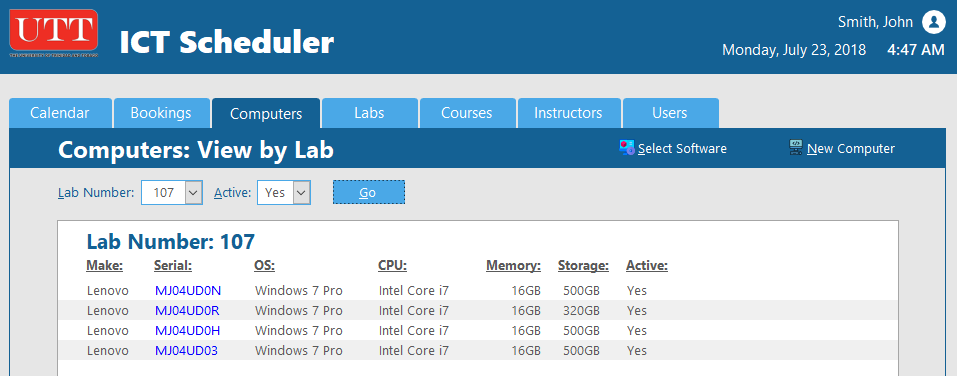 UTT
ICT Scheduler
Smith, John
Monday, July 23, 2018 4:47 AM
Calendar Bookings Computers Labs Courses Instructors Users
Computers: View by Lab
Select Software New Computer
Lab Number: 107 Active: Yes Go
Lab Number: 107
Make: Serial: OS: CPU: Memory: Storage: Active:
Lenovo MJ04UD0N Windows 7 Pro Intel Core i7 16GB 500GB Yes
Lenovo MJ04UD0R Windows 7 Pro Intel Core i7 16GB 320GB Yes
Lenovo MJ04UD0H Windows 7 Pro Intel Core i7 16GB 500GB Yes
Lenovo MJ04UD03 Windows 7 Pro Intel Core i7 16GB 500GB Yes